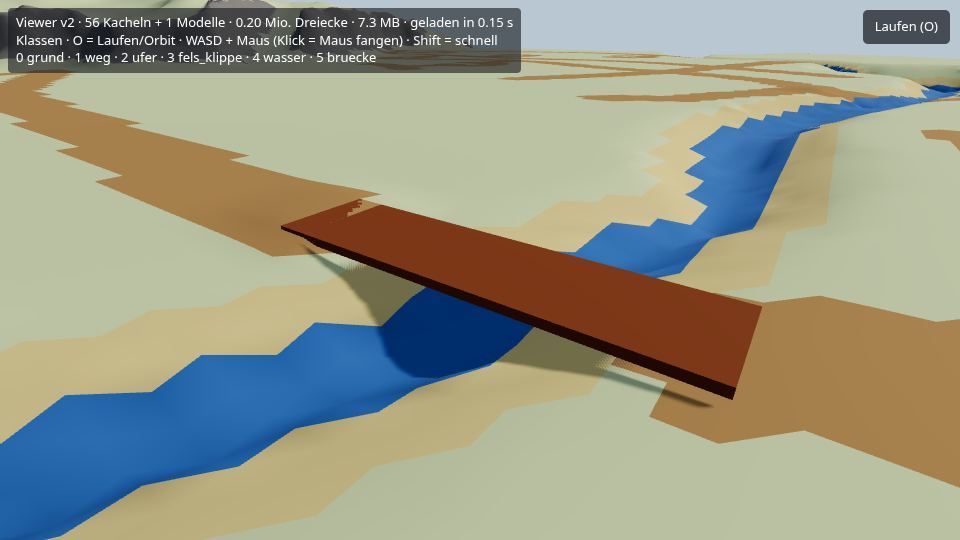 Viewer v2 · 56 Kacheln + 1 Modelle · 0.20 Mio. Dreiecke · 7.3 MB · geladen in 0.15 s
Klassen · O = Laufen/Orbit · WASD + Maus (Klick = Maus fangen) · Shift = schnell
0 grund · 1 weg · 2 ufer · 3 fels_klippe · 4 wasser · 5 bruecke
Laufen (O)